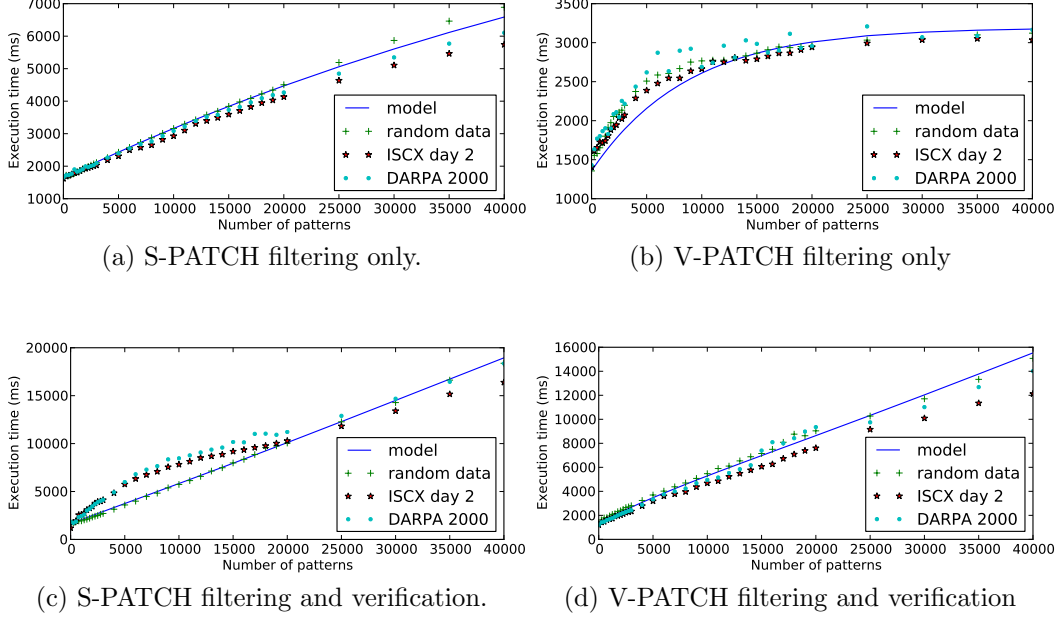 7000
6000
5000
4000
3000
2000
1000
Execution time (ms)
0 5000 10000 15000 20000 25000 30000 35000 40000
Number of patterns
model
random data
ISCX day 2
DARPA 2000
(a) S-PATCH filtering only.
3500
3000
2500
2000
1500
1000
Execution time (ms)
0 5000 10000 15000 20000 25000 30000 35000 40000
Number of patterns
model
random data
ISCX day 2
DARPA 2000
(b) V-PATCH filtering only
20000
15000
10000
5000
0
Execution time (ms)
0 5000 10000 15000 20000 25000 30000 35000 40000
Number of patterns
model
random data
ISCX day 2
DARPA 2000
(c) S-PATCH filtering and verification.
16000
14000
12000
10000
8000
6000
4000
2000
0
Execution time (ms)
0 5000 10000 15000 20000 25000 30000 35000 40000
Number of patterns
model
random data
ISCX day 2
DARPA 2000
(d) V-PATCH filtering and verification